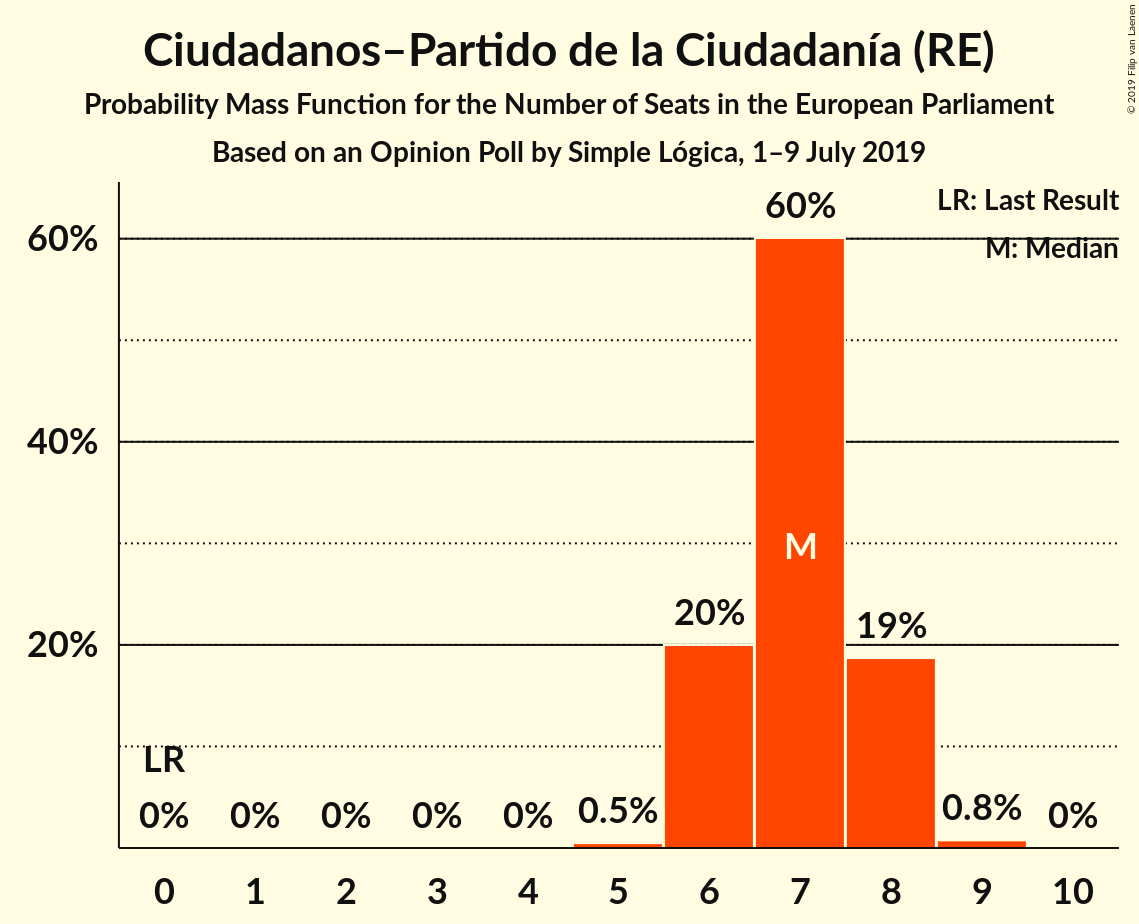 Ciudadanos–Partido de la Ciudadanía (RE)
Probability Mass Function for the Number of Seats in the European Parliament
Based on an Opinion Poll by Simple Lógica, 1–9 July 2019
© 2019 Filip van Laenen
LR: Last Result
M: Median
60%
40%
20%
60%
M
20%
19%
LR
0%
0%
0%
0%
0%
0.5%
0.8%
0%
0 1 2 3 4 5 6 7 8 9 10